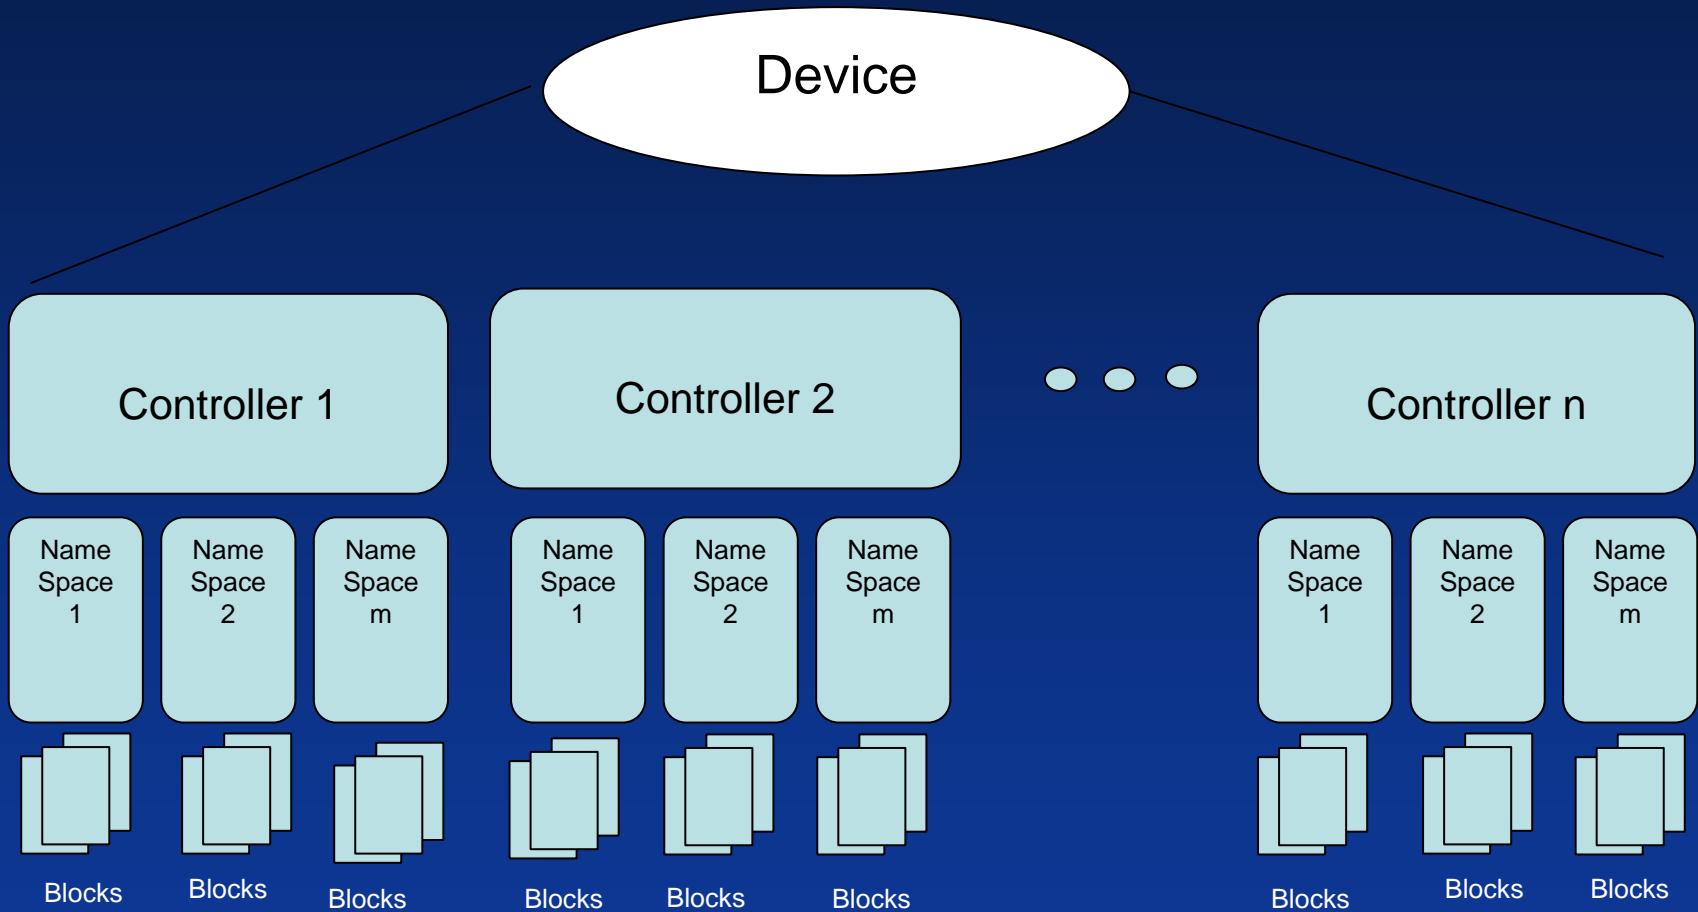 Device
Controller 1
Controller 2
Controller n
Name
Space
1
Name
Space
2
Name
Space
m
Name
Space
1
Name
Space
2
Name
Space
m
Name
Space
1
Name
Space
2
Name
Space
m
Blocks
Blocks
Blocks
Blocks
Blocks
Blocks
Blocks
Blocks
Blocks